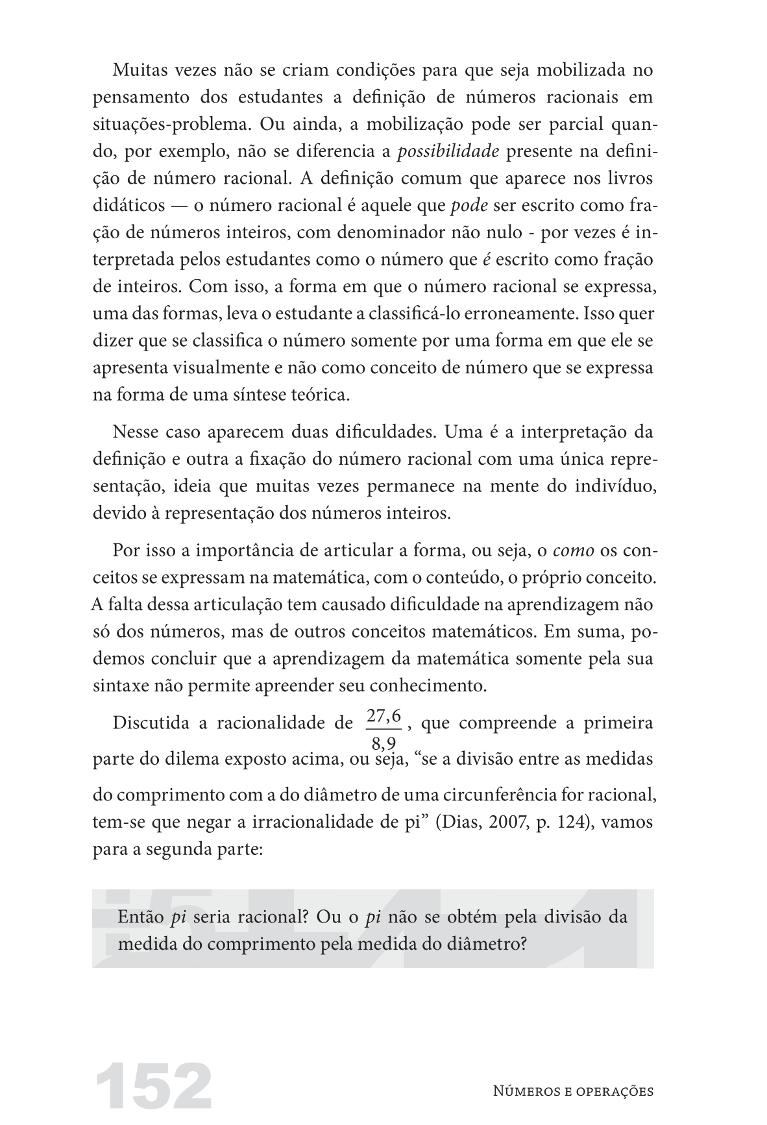 Muitas vezes não se criam condições para que seja mobilizada no
pensamento dos estudantes a definição de números racionais em
situações-problema. Ou ainda, a mobilização pode ser parcial quan-
do, por exemplo, não se diferencia a possibilidade presente na defini-
ção de número racional. A definição comum que aparece nos livros
didáticos — o número racional é aquele que pode ser escrito como fra-
ção de números inteiros, com denominador não nulo - por vezes é in-
terpretada pelos estudantes como o número que é escrito como fração
de inteiros. Com isso, a forma em que o número racional se expressa,
uma das formas, leva o estudante a classificá-lo erroneamente. Isso quer
dizer que se classifica o número somente por uma forma em que ele se
apresenta visualmente e não como conceito de número que se expressa
na forma de uma síntese teórica.
Nesse caso aparecem duas dificuldades. Uma é a interpretação da
definição e outra a fixação do número racional com uma única repre-
sentação, ideia que muitas vezes permanece na mente do indivíduo,
devido à representação dos números inteiros.
Por isso a importância de articular a forma, ou seja, o como os con-
ceitos se expressam na matemática, com o conteúdo, o próprio conceito.
A falta dessa articulação tem causado dificuldade na aprendizagem não
só dos números, mas de outros conceitos matemáticos. Em suma, po-
demos concluir que a aprendizagem da matemática somente pela sua
sintaxe não permite apreender seu conhecimento.
Discutida a racionalidade de 27,6/8,9, que compreende a primeira
parte do dilema exposto acima, ou seja, “se a divisão entre as medidas
do comprimento com a do diâmetro de uma circunferência for racional,
tem-se que negar a irracionalidade de pi” (Dias, 2007, p. 124), vamos
para a segunda parte:
Então pi seria racional? Ou o pi não se obtém pela divisão da
medida do comprimento pela medida do diâmetro?
152
Números e operações